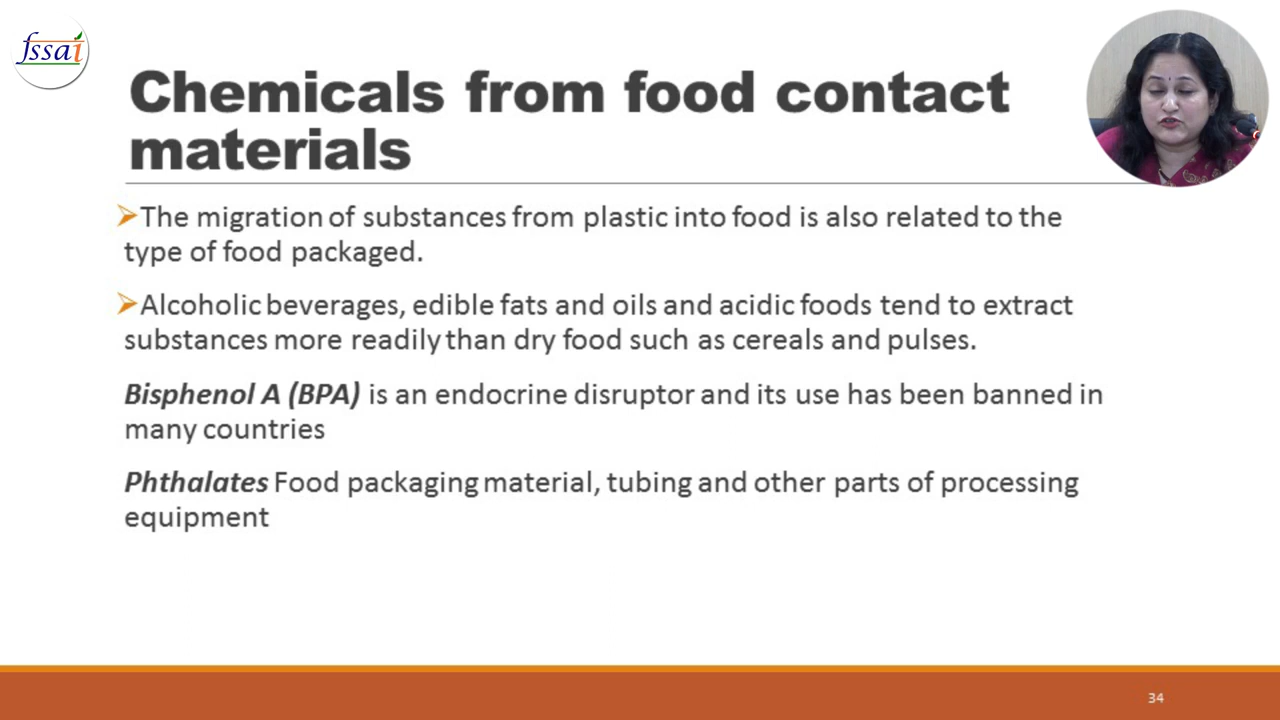 fssai
Chemicals from food contact
materials
The migration of substances from plastic into food is also related to the
type of food packaged.
Alcoholic beverages, edible fats and oils and acidic foods tend to extract
substances more readily than dry food such as cereals and pulses.
Bisphenol A (BPA) is an endocrine disruptor and its use has been banned in
many countries
Phthalates Food packaging material, tubing and other parts of processing
equipment
34